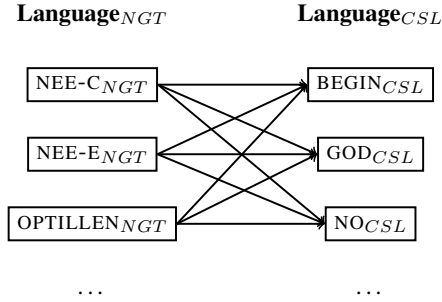 Language_NGT Language_CSL
NEE-C_NGT BEGIN_CSL
NEE-E_NGT GOD_CSL
OPTILLEN_NGT NO_CSL
... ...